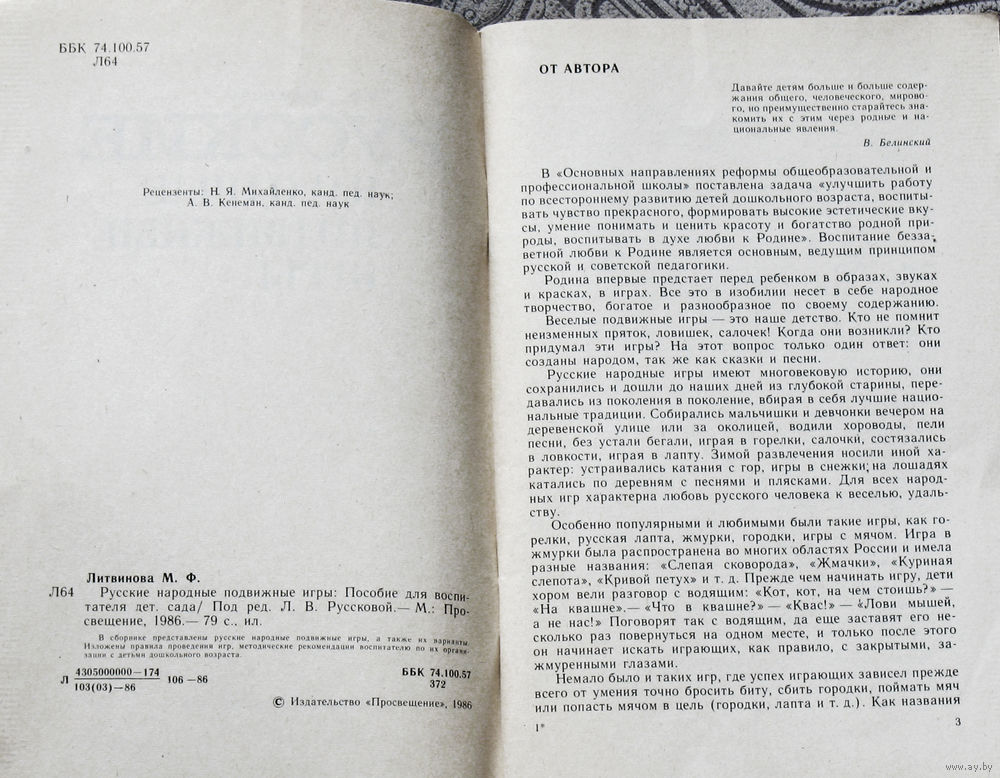 ББК 74.100.57
Л64
Рецензенты: Н. Я. Михайленко, канд. пед. наук;
А. В. Кенеман, канд. пед. наук
Литвинова М. Ф.
Л64 Русские народные подвижные игры: Пособие для воспи-
тателя дет. сада/ Под ред. Л. В. Руссковой.— М.: Про-
свещение, 1986.— 79 с., ил.
В сборнике представлены русские народные подвижные игры, а также их варианты.
Изложены правила проведения игр, методические рекомендации воспитателю по их органи-
зации с детьми дошкольного возраста.
Л 4305000000—174
103(03)—86
106—86
ББК 74.100.57
372
© Издательство «Просвещение», 1986
ОТ АВТОРА
Давайте детям больше и больше содер-
жания общего, человеческого, мирово-
го, но преимущественно старайтесь зна-
комить их с этим через родные и на-
циональные явления.
В. Белинский
В «Основных направлениях реформы общеобразовательной и
профессиональной школы» поставлена задача «улучшить работу
по всестороннему развитию детей дошкольного возраста, воспиты-
вать чувство прекрасного, формировать высокие эстетические вку-
сы, умение понимать и ценить красоту и богатство родной при-
роды, воспитывать в духе любви к Родине». Воспитание безза-
ветной любви к Родине является основным, ведущим принципом
русской и советской педагогики.
Родина впервые предстает перед ребенком в образах, звуках
и красках, в играх. Все это в изобилии несет в себе народное
творчество, богатое и разнообразное по своему содержанию.
Веселые подвижные игры — это наше детство. Кто не помнит
неизменных пряток, ловишек, салочек! Когда они возникли? Кто
придумал эти игры? На этот вопрос только один ответ: они
созданы народом, так же как сказки и песни.
Русские народные игры имеют многовековую историю, они
сохранились и дошли до наших дней из глубокой старины, пере-
давались из поколения в поколение, вбирая в себя лучшие нацио-
нальные традиции. Собирались мальчишки и девчонки вечером на
деревенской улице или за околицей, водили хороводы, пели
песни, без устали бегали, играя в горелки, салочки, состязались
в ловкости, играя в лапту. Зимой развлечения носили иной ха-
рактер: устраивались катания с гор, игры в снежки; на лошадях
катались по деревням с песнями и плясками. Для всех народ-
ных игр характерна любовь русского человека к веселью, удаль-
ству.
Особенно популярными и любимыми были такие игры, как го-
релки, русская лапта, жмурки, городки, игры с мячом. Игра в
жмурки была распространена во многих областях России и имела
разные названия: «Слепая сковорода», «Жмачки», «Куриная
слепота», «Кривой петух» и т. д. Прежде чем начинать игру, дети
хором вели разговор с водящим: «Кот, кот, на чем стоишь?» —
«На квашне».— «Что в квашне?» — «Квас!» — «Лови мышей,
а не нас!» Поговорят так с водящим, да еще заставят его не-
сколько раз повернуться на одном месте, и только после этого
он начинает искать играющих, как правило, с закрытыми, за-
жмуренными глазами.
Немало было и таких игр, где успех играющих зависел прежде
всего от умения точно бросить биту, сбить городки, поймать мяч
или попасть мячом в цель (городки, лапта и т. д.). Как названия
1*
3
www.ay.by